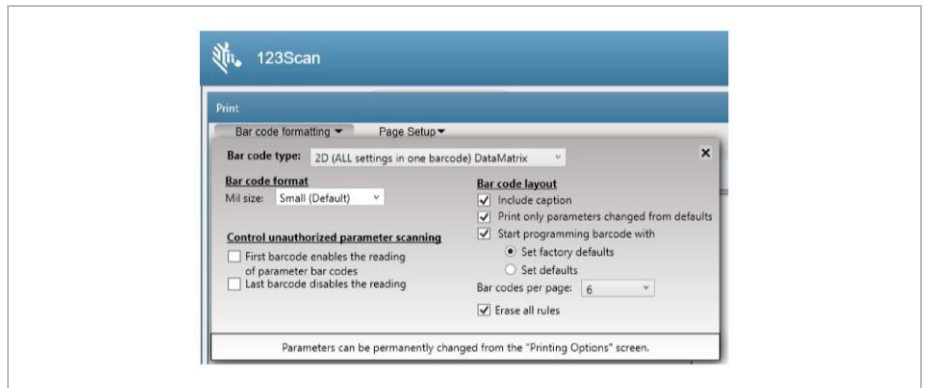 123Scan
Print
Bar code formatting Page Setup
Bar code type: 2D (ALL settings in one barcode) DataMatrix
Bar code format
Mil size: Small (Default)
Control unauthorized parameter scanning
First barcode enables the reading
of parameter bar codes
Last barcode disables the reading
Bar code layout
Include caption
Print only parameters changed from defaults
Start programming barcode with
Set factory defaults
Set defaults
Bar codes per page: 6
Erase all rules
Parameters can be permanently changed from the "Printing Options" screen.